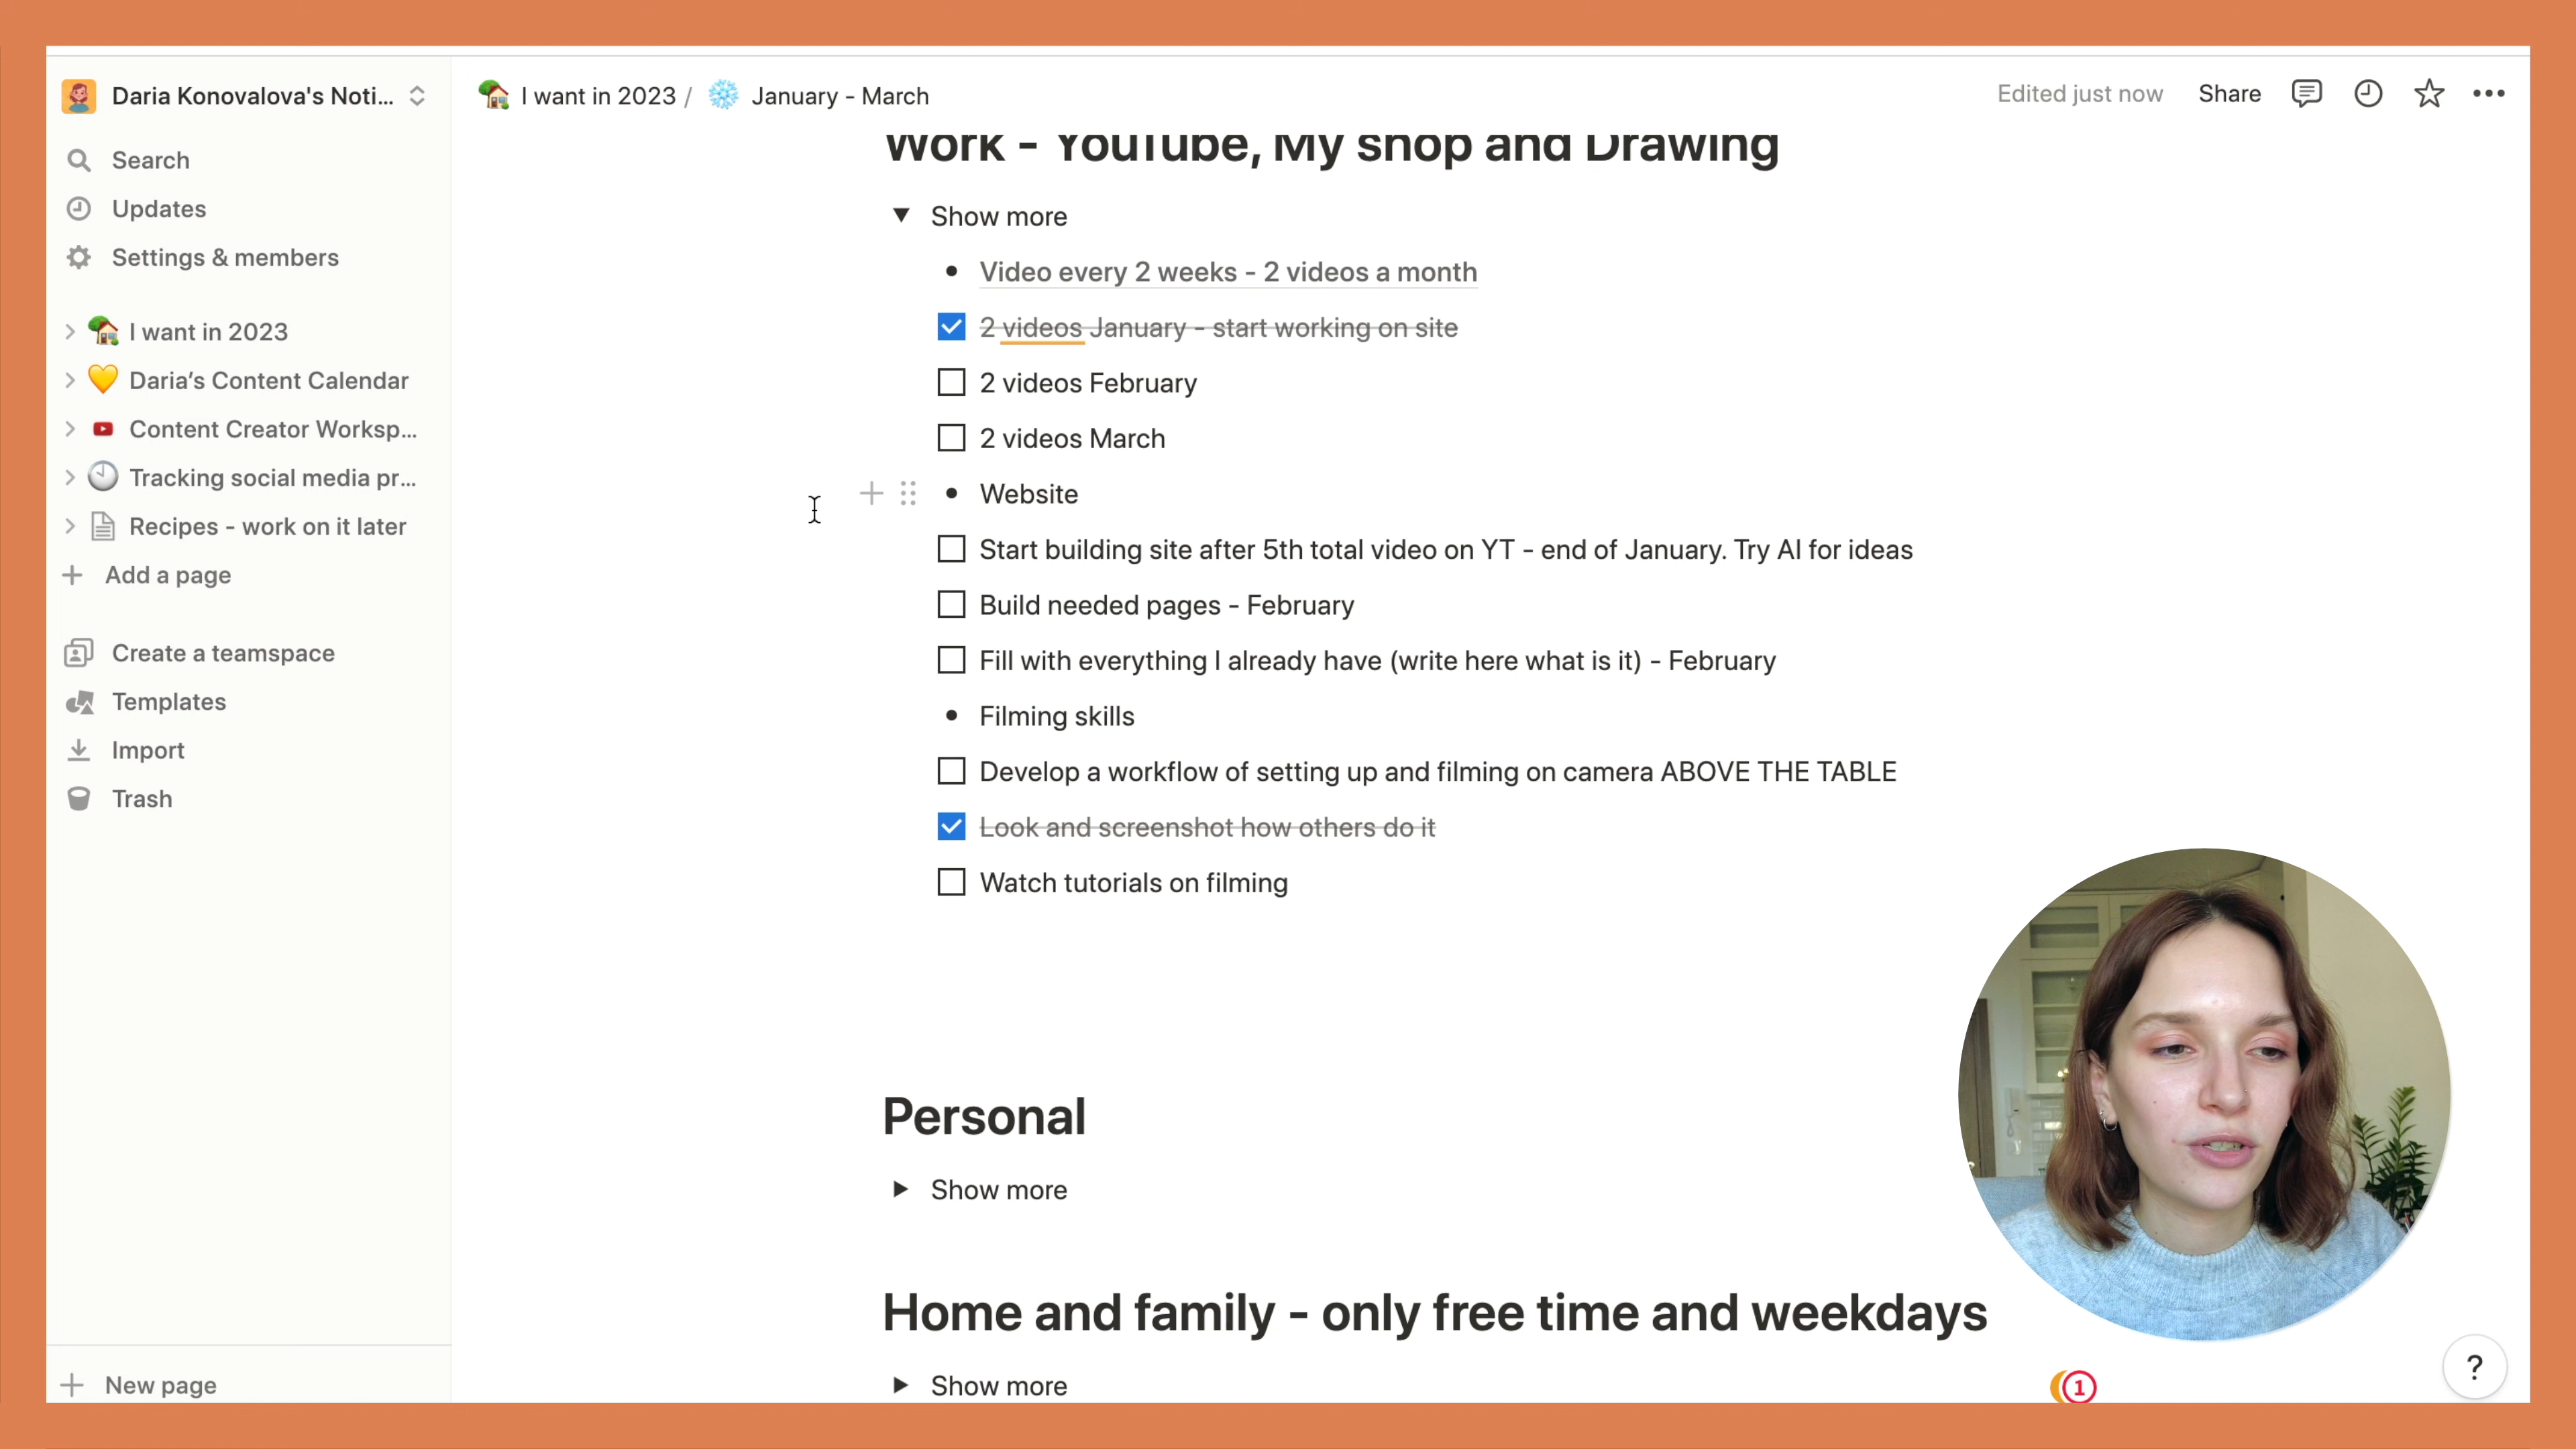 Daria Konovalova's Noti...
Search
Updates
Settings & members
I want in 2023
Daria's Content Calendar
Content Creator Worksp...
Tracking social media pr...
Recipes - work on it later
Add a page
Create a teamspace
Templates
Import
Trash
New page
I want in 2023 / January - March
Edited just now Share
Work - YouTube, My shop and Drawing
Show more
Video every 2 weeks - 2 videos a month
2 videos January - start working on site
2 videos February
2 videos March
Website
Start building site after 5th total video on YT - end of January. Try AI for ideas
Build needed pages - February
Fill with everything I already have (write here what is it) - February
Filming skills
Develop a workflow of setting up and filming on camera ABOVE THE TABLE
Look and screenshot how others do it
Watch tutorials on filming
Personal
Show more
Home and family - only free time and weekdays
Show more
1
?